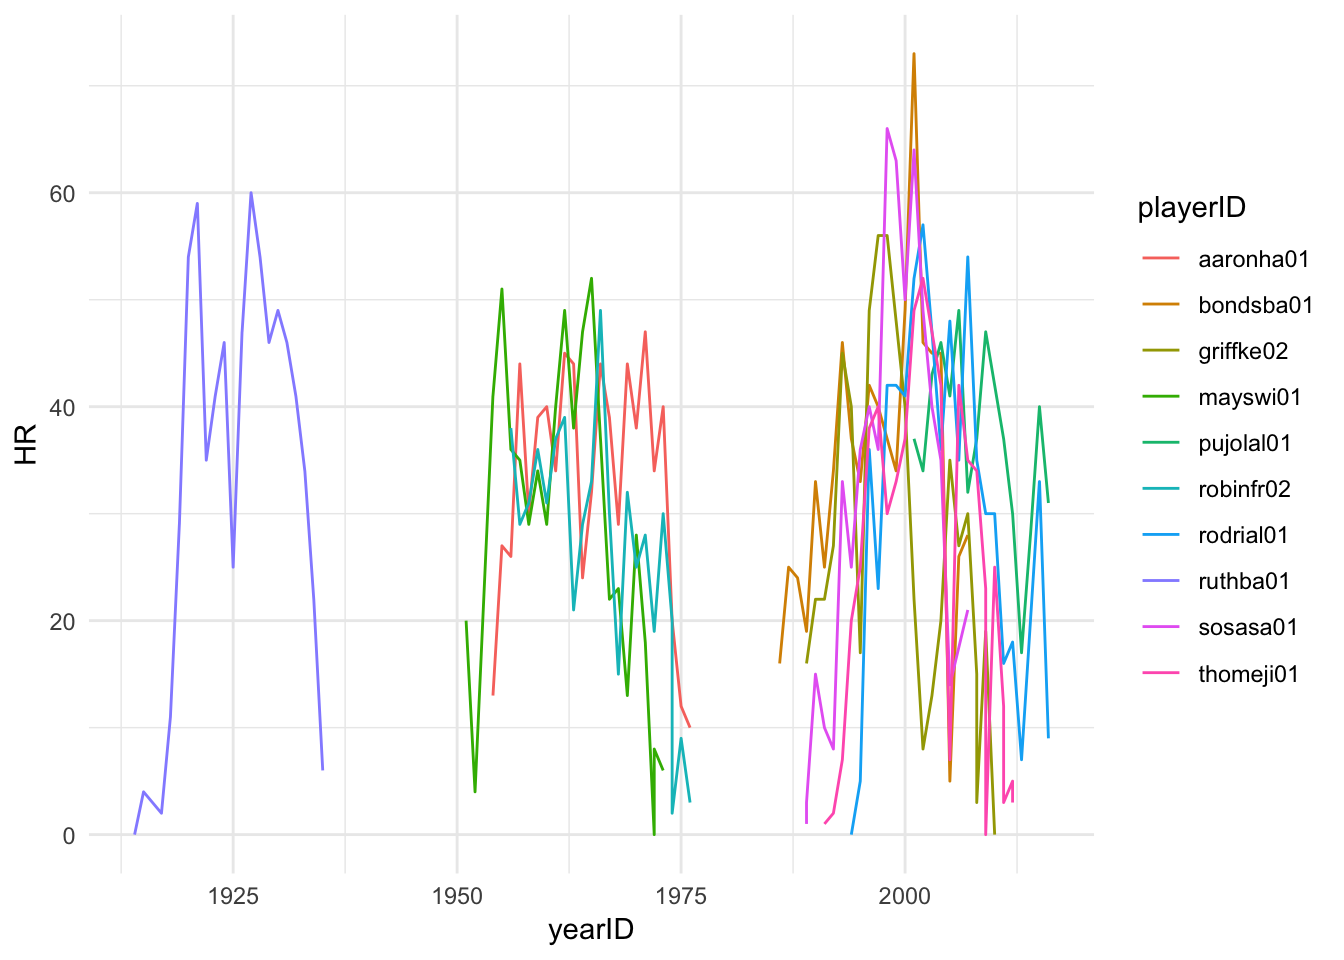 HR
60
40
20
0
1925
1950
1975
2000
yearID
playerID
aaronha01
bondsba01
griffke02
mayswi01
pujolal01
robinfr02
rodrial01
ruthba01
sosasa01
thomeji01